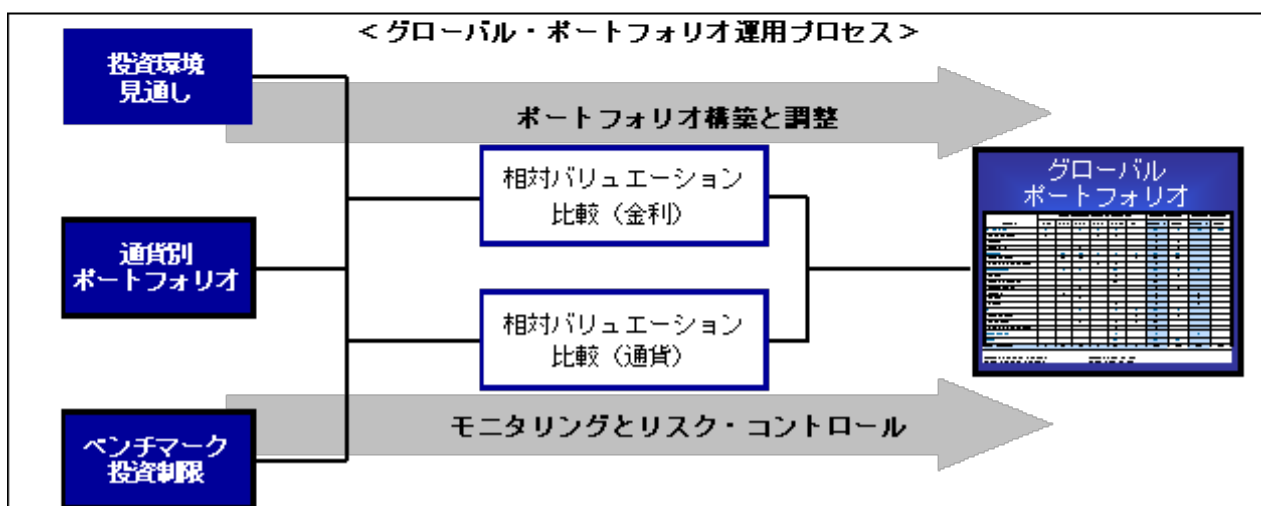 ＜グローバル・ポートフォリオ運用プロセス＞
投資環境
見通し
ポートフォリオ構築と調整
相対バリュエーション
比較（金利）
グローバル
ポートフォリオ
通貨別
ポートフォリオ
相対バリュエーション
比較（通貨）
モニタリングとリスク・コントロール
ベンチマーク
投資制限